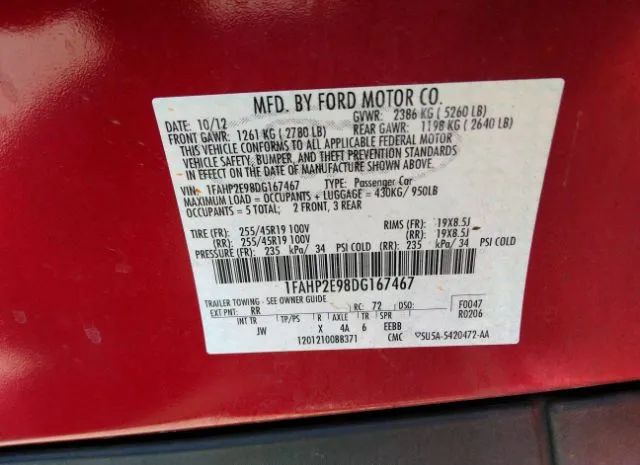 MFD. BY FORD MOTOR CO.
DATE: 10/12 GVWR: 2386 KG ( 5260 LB)
FRONT GAWR: 1261 KG ( 2780 LB) REAR GAWR: 1198 KG ( 2640 LB)
THIS VEHICLE CONFORMS TO ALL APPLICABLE FEDERAL MOTOR
VEHICLE SAFETY, BUMPER, AND THEFT PREVENTION STANDARDS
IN EFFECT ON THE DATE OF MANUFACTURE SHOWN ABOVE.
VIN: 1FAHP2E98DG167467 TYPE: Passenger Car
MAXIMUM LOAD = OCCUPANTS + LUGGAGE = 430KG/ 950LB
OCCUPANTS = 5 TOTAL; 2 FRONT, 3 REAR
TIRE (FR): 255/45R19 100V RIMS (FR): 19X8.5J
(RR): 255/45R19 100V (RR): 19X8.5J
PRESSURE (FR): 235 kPa/ 34 PSI COLD (RR): 235 kPa/ 34 PSI COLD
1FAHP2E98DG167467
TRAILER TOWING - SEE OWNER GUIDE
EXT PNT: RR RC: 72 DSO: F0047
R0206
INT TR TP/PS R AXLE TR SPR
JW X 4A 6 EEBB
12012100BB371 CMC 5U5A-5420472-AA